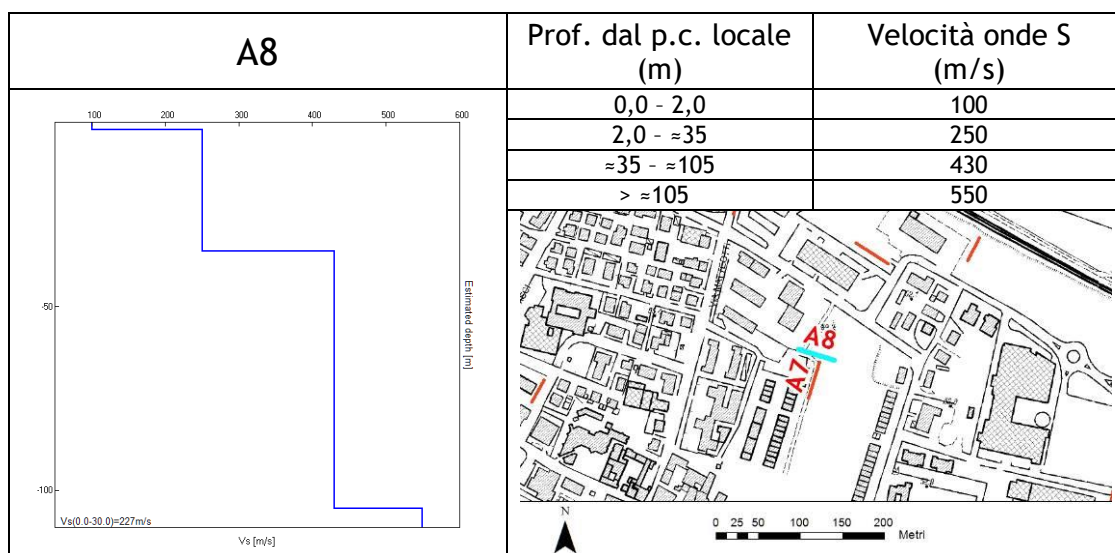 A8
Prof. dal p.c. locale
(m)
Velocità onde S
(m/s)
0,0 - 2,0
100
2,0 - ≈35
250
≈35 - ≈105
430
> ≈105
550
100 200 300 400 500 600
-50
-100
Estimated depth [m]
Vs(0.0-30.0)=227m/s
Vs [m/s]
A8
A7
N
0 25 50 100 150 200
Metri